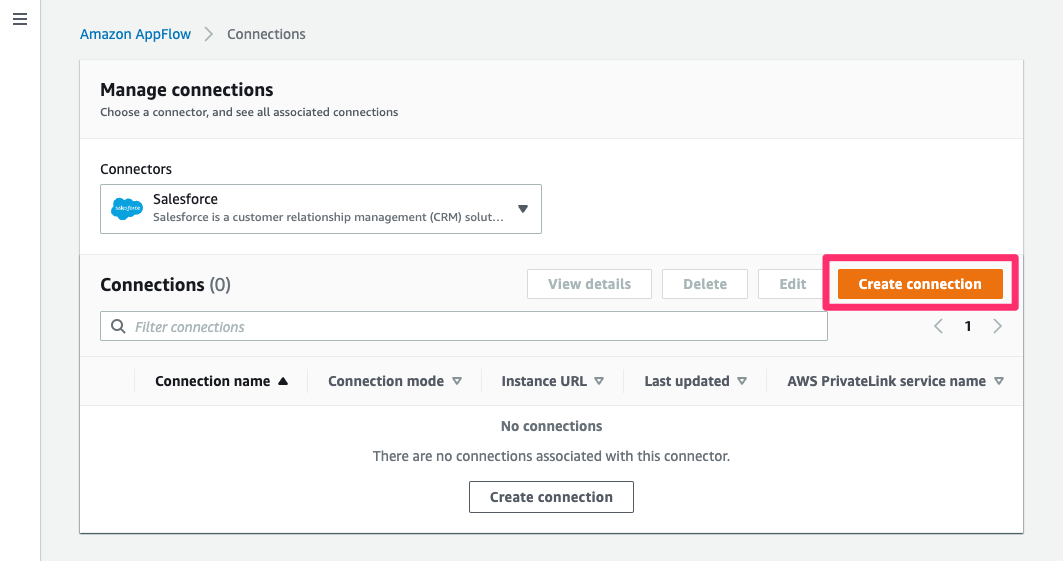 Amazon AppFlow > Connections
Manage connections
Choose a connector, and see all associated connections
Connectors
salesforce
Salesforce
Salesforce is a customer relationship management (CRM) solut...
Connections (0)
View details Delete Edit Create connection
Filter connections
1
Connection name Connection mode Instance URL Last updated AWS PrivateLink service name
No connections
There are no connections associated with this connector.
Create connection